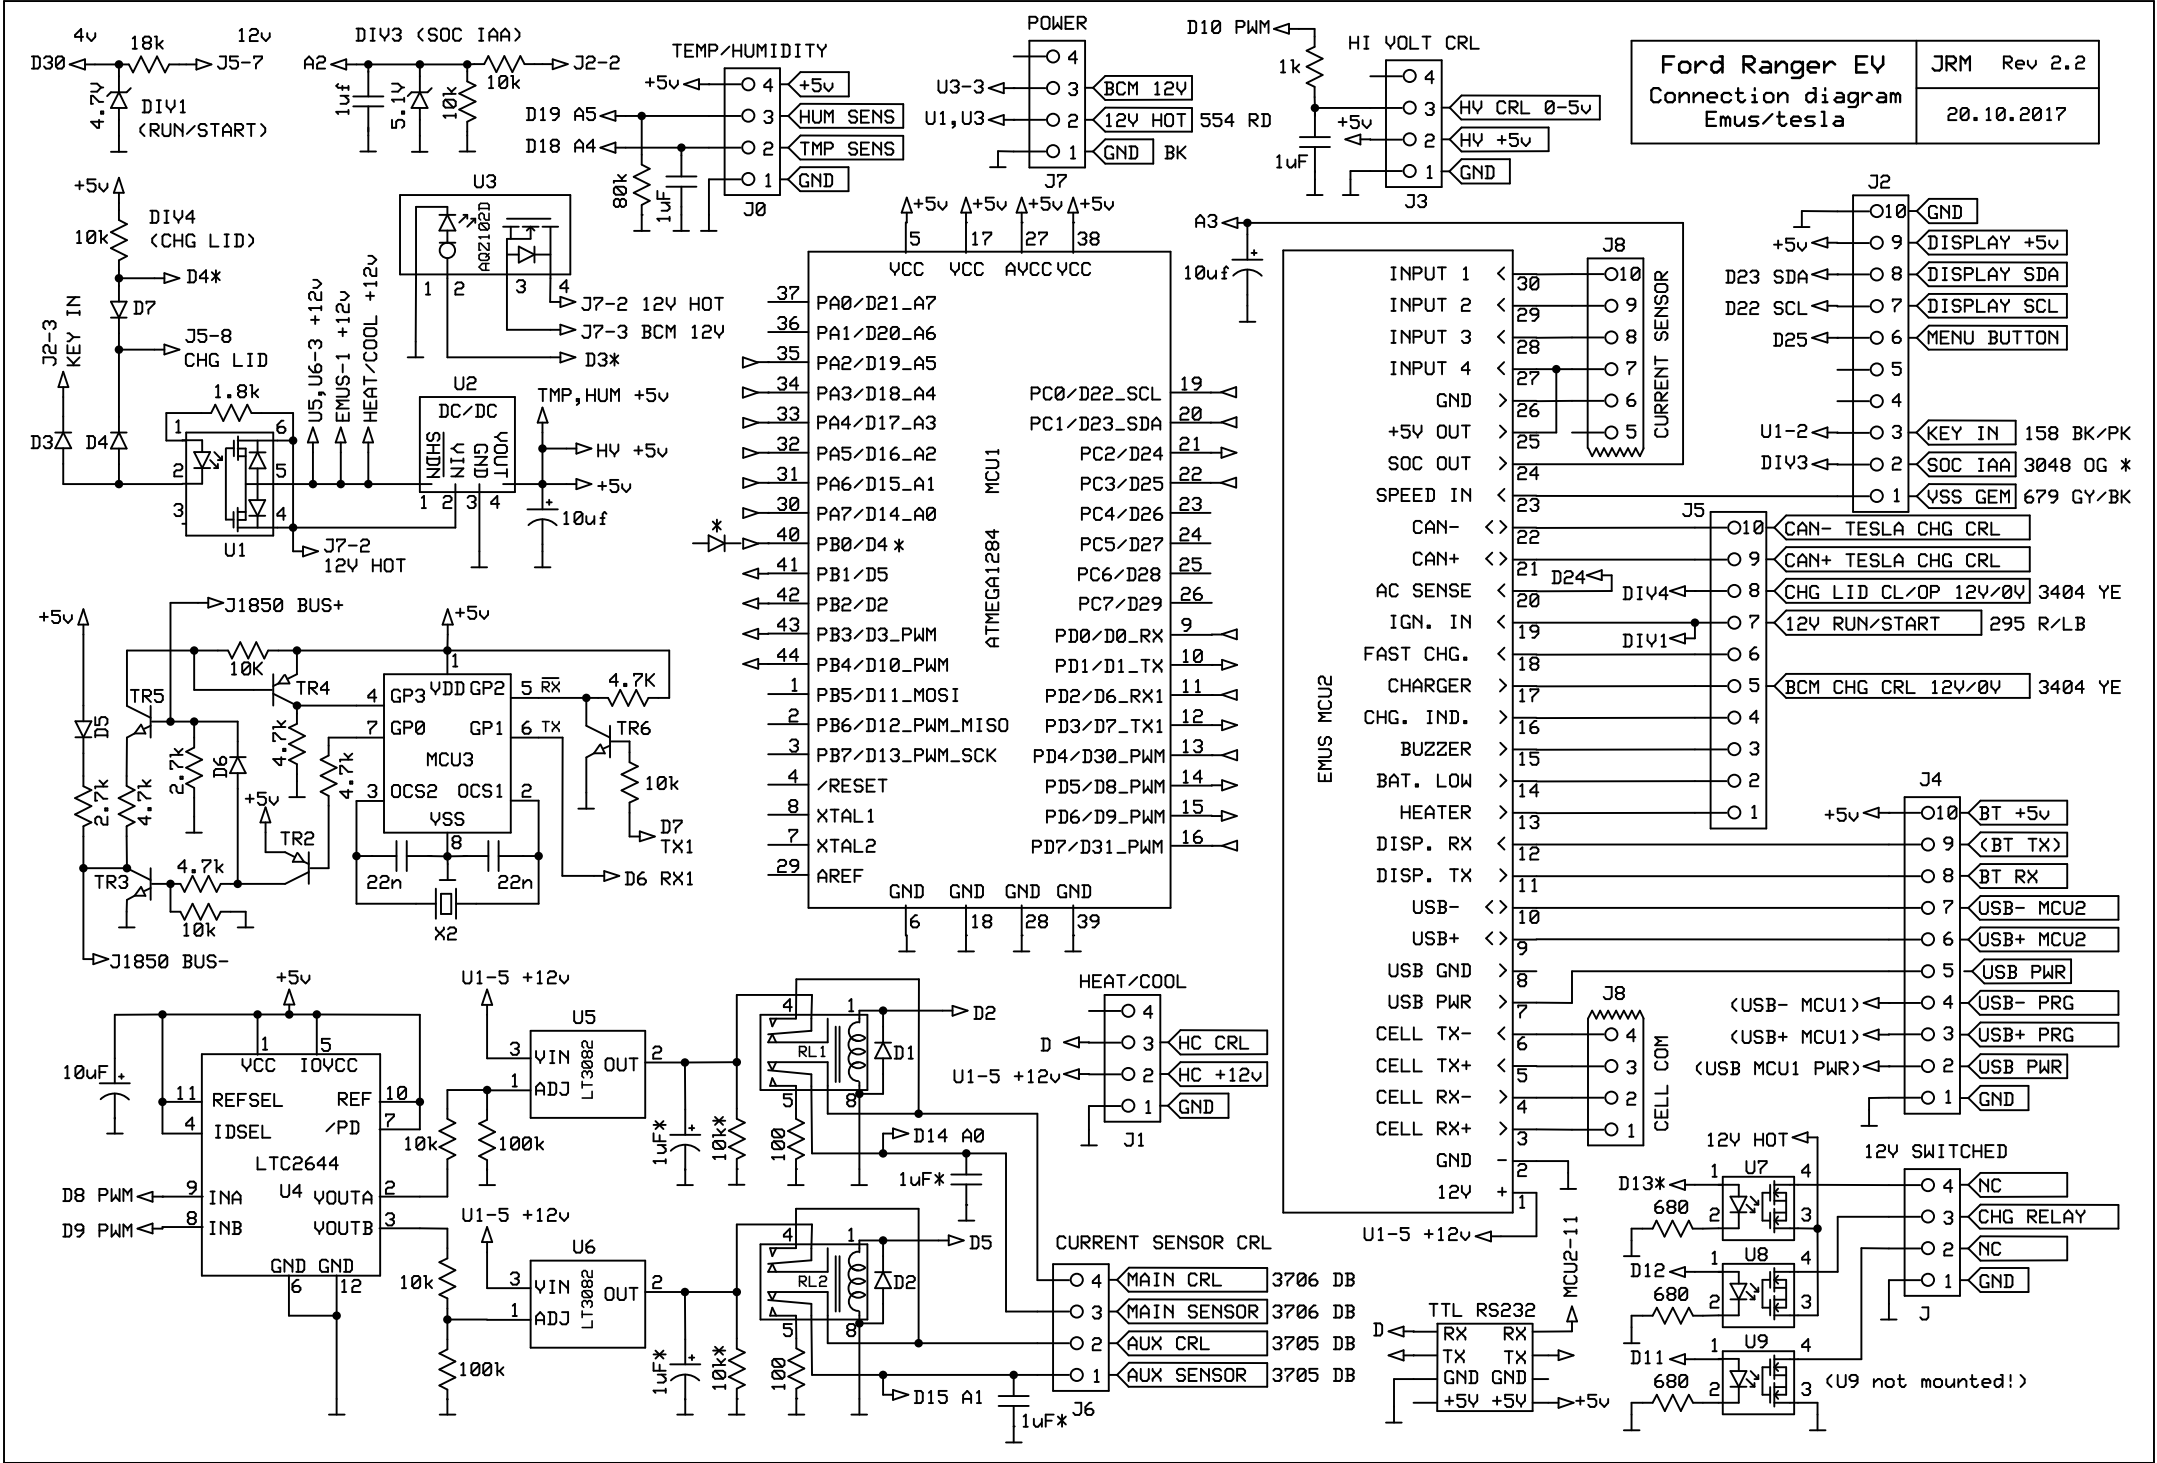 4v
12v
18k
D30
J5-7
4.7V
DIV1
(RUN/START)
DIV3 (SOC IAA)
A2
J2-2
10k
1uf
5.1V
10k
TEMP/HUMIDITY
+5v
4 +5v
D19 A5
3 HUM SENS
D18 A4
2 TMP SENS
1 GND
80k
1uF
J0
POWER
4
U3-3
3 BCM 12V
U1,U3
2 12V HOT 554 RD
1 GND BK
J7
D10 PWM
1k
HI VOLT CRL
4
3 HV CRL 0-5v
+5v
2 HV +5v
1uF
1 GND
J3
Ford Ranger EV
Connection diagram
Emus/tesla
JRM Rev 2.2
20.10.2017
+5v
DIV4
(CHG LID)
10k
D4*
D7
J5-8
CHG LID
J2-3
KEY IN
D3
D4
1.8k
1 6
2 5
3 4
U1
J7-2
12V HOT
U5,U6-3 +12v
EMUS-1 +12v
HEAT/COOL +12v
U3
AQZ102D
1 2 3 4
J7-2 12V HOT
J7-3 BCM 12V
D3*
U2
DC/DC
SHDN
VIN
GND
VOUT
1 2 3 4
TMP,HUM +5v
HV +5v
+5v
10uf
+5v +5v +5v +5v
5 17 27 38
VCC VCC AVCC VCC
37 PA0/D21_A7
36 PA1/D20_A6
35 PA2/D19_A5
34 PA3/D18_A4
33 PA4/D17_A3
32 PA5/D16_A2
31 PA6/D15_A1
30 PA7/D14_A0
*
40 PB0/D4 *
41 PB1/D5
42 PB2/D2
43 PB3/D3_PWM
44 PB4/D10_PWM
1 PB5/D11_MOSI
2 PB6/D12_PWM_MISO
3 PB7/D13_PWM_SCK
4 /RESET
8 XTAL1
7 XTAL2
29 AREF
GND GND GND GND
6 18 28 39
ATMEGA1284 MCU1
PC0/D22_SCL 19
PC1/D23_SDA 20
PC2/D24 21
PC3/D25 22
PC4/D26 23
PC5/D27 24
PC6/D28 25
PC7/D29 26
PD0/D0_RX 9
PD1/D1_TX 10
PD2/D6_RX1 11
PD3/D7_TX1 12
PD4/D30_PWM 13
PD5/D8_PWM 14
PD6/D9_PWM 15
PD7/D31_PWM 16
A3
10uf
EMUS MCU2
INPUT 1 < 30
INPUT 2 < 29
INPUT 3 < 28
INPUT 4 < 27
GND > 26
+5V OUT > 25
SOC OUT > 24
SPEED IN < 23
CAN- <> 22
CAN+ <> 21
AC SENSE < 20
IGN. IN < 19
FAST CHG. < 18
CHARGER > 17
CHG. IND. > 16
BUZZER > 15
BAT. LOW > 14
HEATER > 13
DISP. RX < 12
DISP. TX > 11
USB- <> 10
USB+ <> 9
USB GND > 8
USB PWR > 7
CELL TX- < 6
CELL TX+ < 5
CELL RX- > 4
CELL RX+ > 3
GND - 2
12V + 1
U1-5 +12v
J8
10
9
8
7
6
5
CURRENT SENSOR
J8
4
3
2
1
CELL COM
J2
10 GND
+5v 9 DISPLAY +5v
D23 SDA 8 DISPLAY SDA
D22 SCL 7 DISPLAY SCL
D25 6 MENU BUTTON
5
4
U1-2 3 KEY IN 158 BK/PK
DIV3 2 SOC IAA 3048 OG *
1 VSS GEM 679 GY/BK
J5
10 CAN- TESLA CHG CRL
D24
9 CAN+ TESLA CHG CRL
DIV4 8 CHG LID CL/OP 12V/0V 3404 YE
DIV1 7 12V RUN/START 295 R/LB
6
5 BCM CHG CRL 12V/0V 3404 YE
4
3
2
1
J4
+5v 10 BT +5v
9 (BT TX)
8 BT RX
7 USB- MCU2
6 USB+ MCU2
5 USB PWR
(USB- MCU1) 4 USB- PRG
(USB+ MCU1) 3 USB+ PRG
(USB MCU1 PWR) 2 USB PWR
1 GND
J1850 BUS+
+5v
+5v
10K
TR5
TR4
4.7k
D5
2.7k
4.7k
2.7k
D6
+5v
TR2
4.7k
TR3
4.7k
10k
J1850 BUS-
1
VDD
4 GP3
GP2 5 RX
7 GP0
GP1 6 TX
MCU3
3 OCS2
OCS1 2
VSS
8
22n 22n
X2
4.7K
TR6
10k
D7
TX1
D6 RX1
+5v
10uF
1 5
VCC IOVCC
11 REFSEL
REF 10
4 IDSEL
/PD 7
LTC2644
U4
D8 PWM
9 INA
VOUTA 2
D9 PWM
8 INB
VOUTB 3
GND GND
6 12
10k
100k
10k
100k
U1-5 +12v
U5
3 VIN
1 ADJ
LT3082
OUT 2
1uF*
10k*
4 1
RL1
5 8
100
D1
D2
D14 A0
1uF*
U1-5 +12v
U6
3 VIN
1 ADJ
LT3082
OUT 2
1uF*
10k*
4 1
RL2
5 8
100
D2
D5
D15 A1
1uF*
HEAT/COOL
4
D 3 HC CRL
U1-5 +12v 2 HC +12v
1 GND
J1
CURRENT SENSOR CRL
4 MAIN CRL 3706 DB
3 MAIN SENSOR 3706 DB
2 AUX CRL 3705 DB
1 AUX SENSOR 3705 DB
J6
TTL RS232
MCU2-11
D RX RX
TX TX
GND GND
+5V +5V +5v
12V HOT
U7
D13*
680
1 4
2 3
U8
D12
680
1 4
2 3
U9
D11
680
1 4
2 3
(U9 not mounted!)
12V SWITCHED
4 NC
3 CHG RELAY
2 NC
1 GND
J